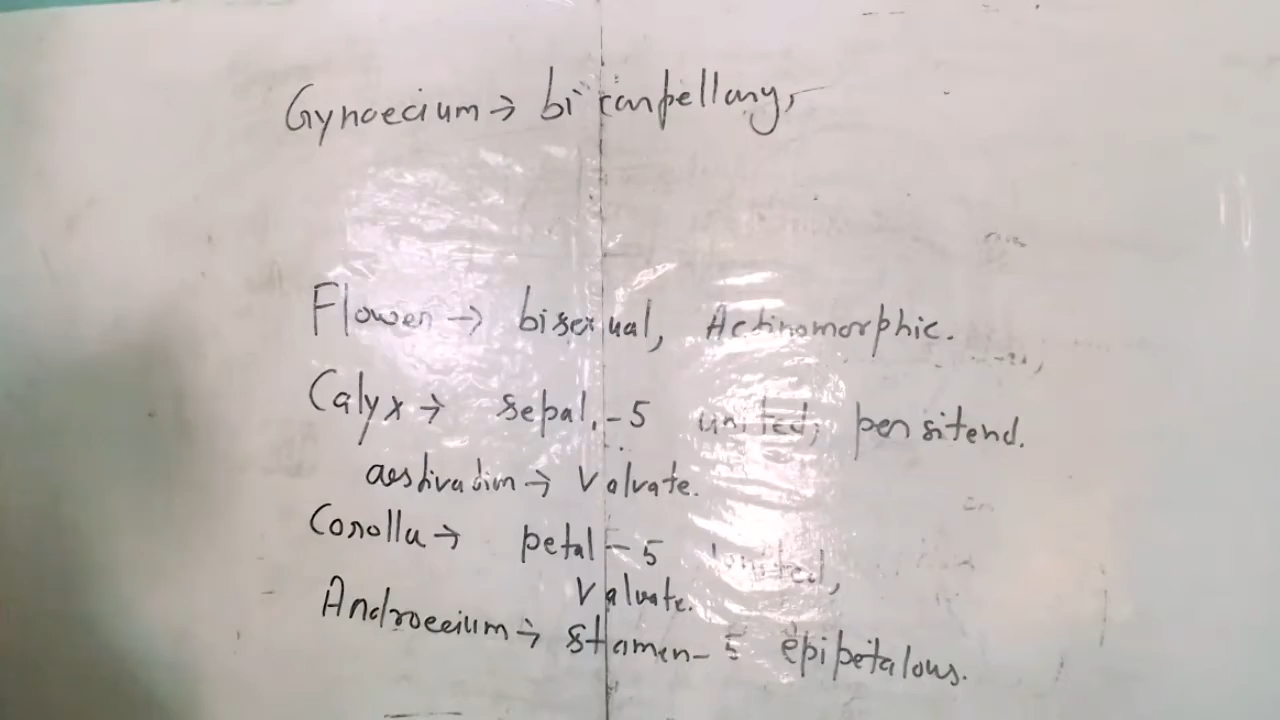 Gynoecium → bicarpellary,
Flower → bisexual, Actinomorphic.
Calyx → sepal - 5 united, persitend.
aestivation → Valvate.
Corolla → petal - 5 united,
Valvate.
Androecium → stamen - 5 epipetalous.